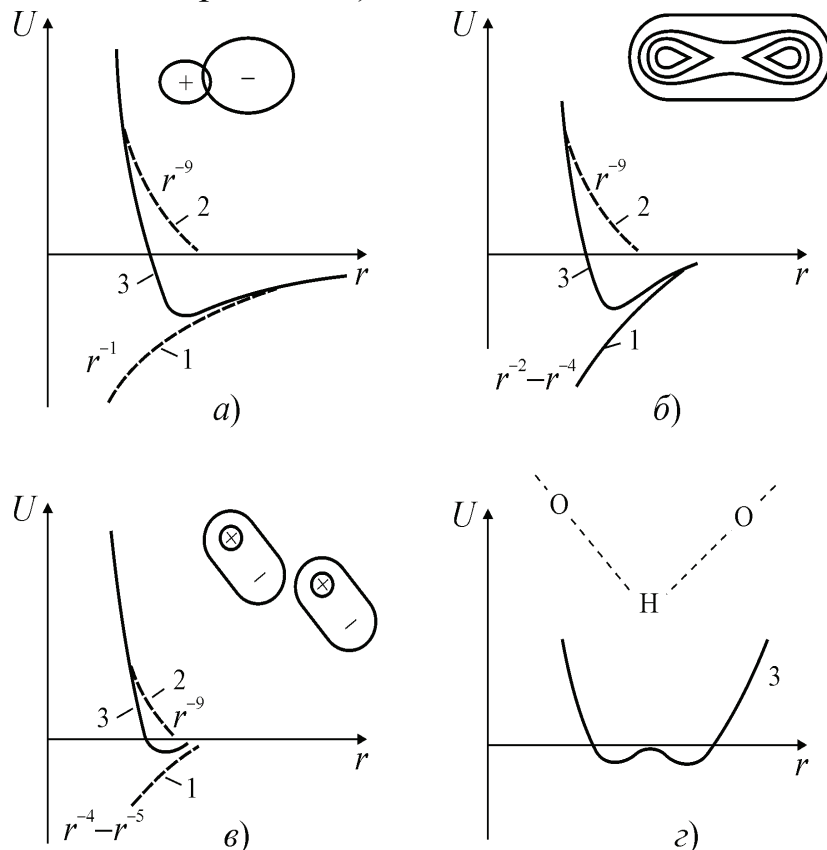 U
+ −
r⁻⁹
2
3
r
r⁻¹
1
а)
U
r⁻⁹
2
3
r
1
r⁻²–r⁻⁴
б)
U
× −
× −
2
3
r⁻⁹
r
1
r⁻⁴–r⁻⁵
в)
U
O O
H
3
r
г)